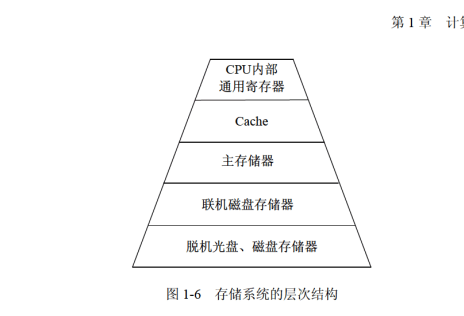 第 1 章 计算
CPU内部
通用寄存器
Cache
主存储器
联机磁盘存储器
脱机光盘、磁盘存储器
图 1-6 存储系统的层次结构